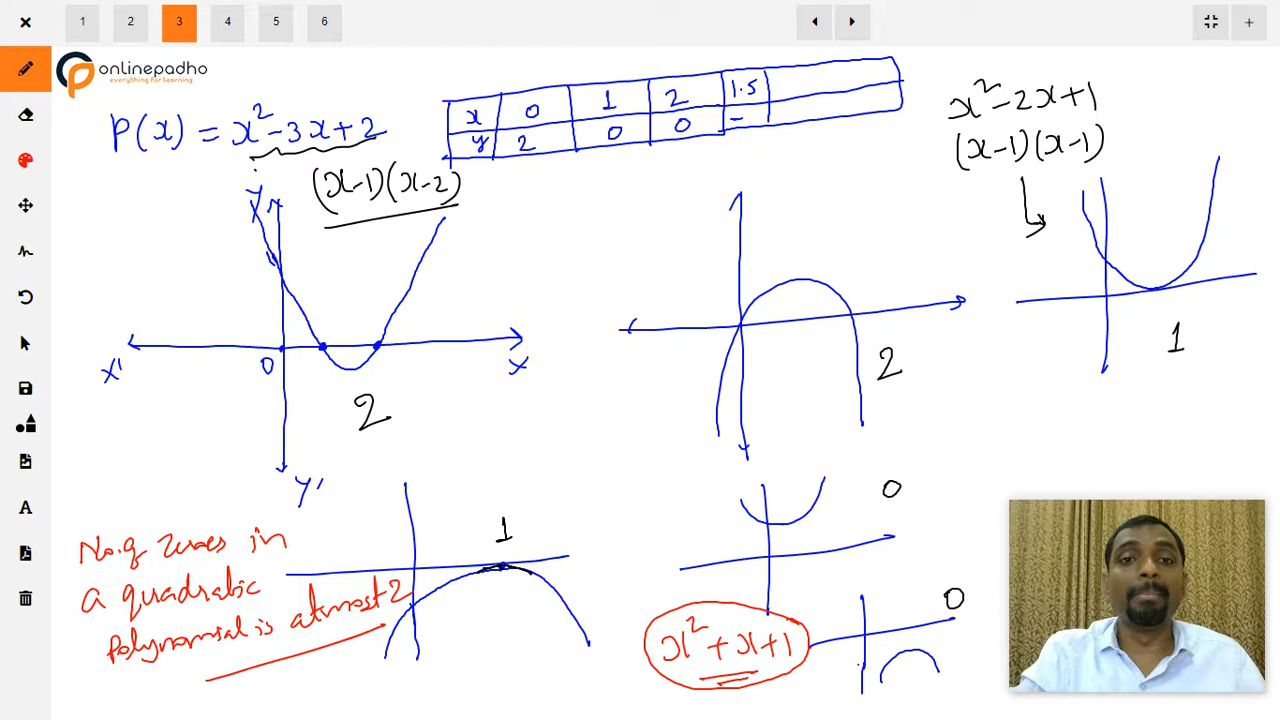 1 2 3 4 5 6
onlinepadho
everything for learning
P(x) = x² - 3x + 2
(x-1)(x-2)
x 0 1 2 1.5
y 2 0 0 -
x² - 2x + 1
(x-1)(x-1)
Y
X'
O
X
Y'
2
2
1
1
0
0
No. of zeroes in
a quadratic
polynomial is atmost 2
x² + x + 1
A